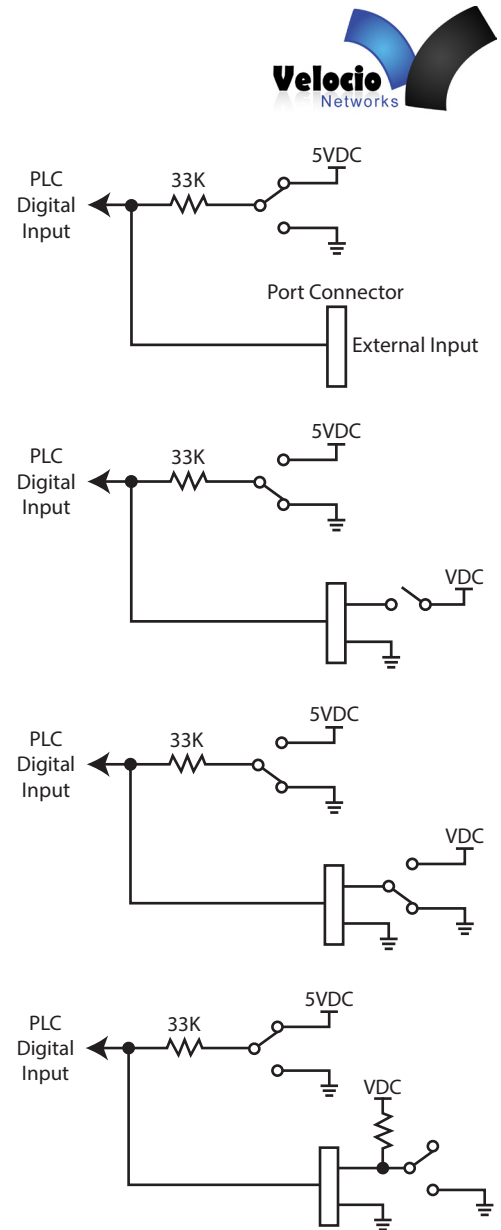 Velocio
Networks
5VDC
33K
PLC
Digital
Input
Port Connector
External Input
5VDC
33K
PLC
Digital
Input
VDC
5VDC
33K
PLC
Digital
Input
VDC
5VDC
33K
PLC
Digital
Input
VDC